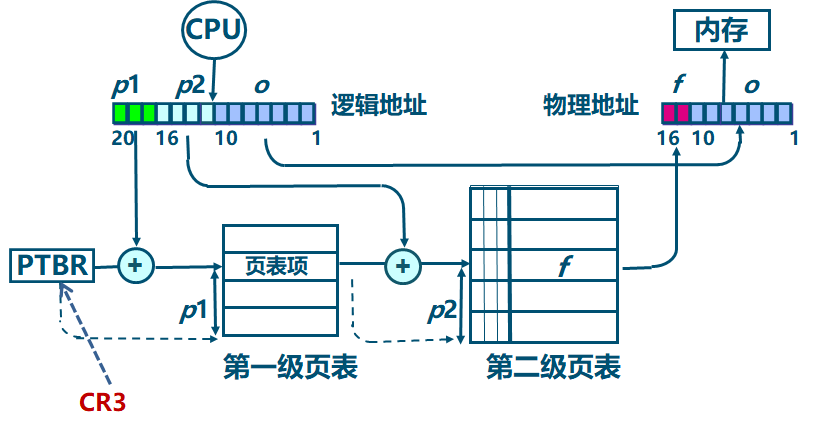 CPU
内存
p1 p2 o
逻辑地址
20 16 10 1
物理地址
f o
16 10 1
PTBR
+
页表项
p1
+
f
p2
第一级页表
第二级页表
CR3